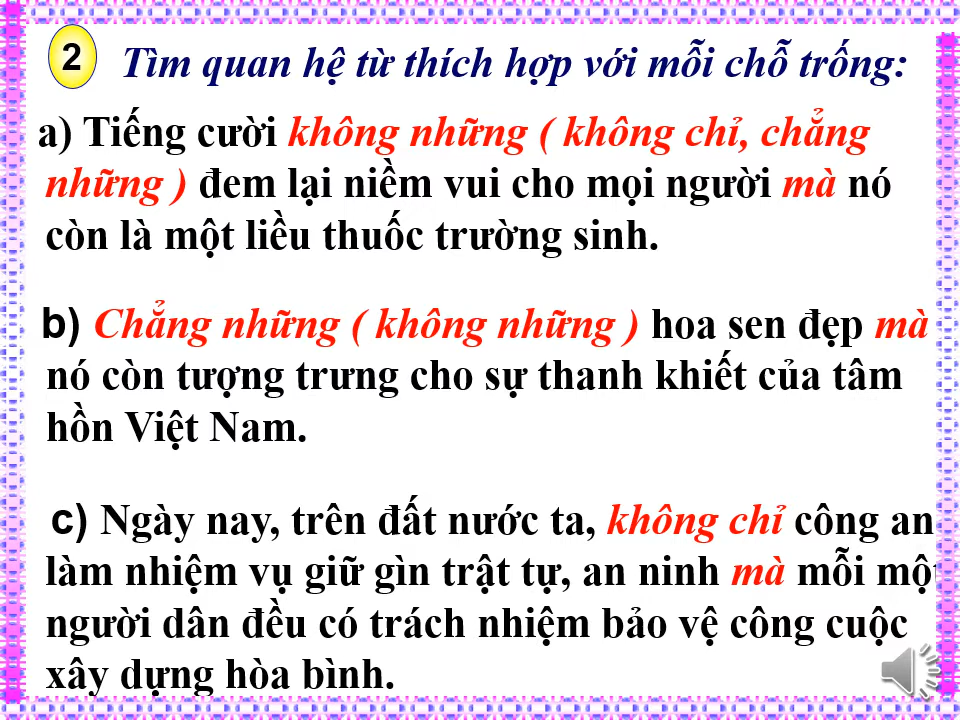 2 Tìm quan hệ từ thích hợp với mỗi chỗ trống:
a) Tiếng cười không những ( không chỉ, chẳng
những ) đem lại niềm vui cho mọi người mà nó
còn là một liều thuốc trường sinh.
b) Chẳng những ( không những ) hoa sen đẹp mà
nó còn tượng trưng cho sự thanh khiết của tâm
hồn Việt Nam.
c) Ngày nay, trên đất nước ta, không chỉ công an
làm nhiệm vụ giữ gìn trật tự, an ninh mà mỗi một
người dân đều có trách nhiệm bảo vệ công cuộc
xây dựng hòa bình.